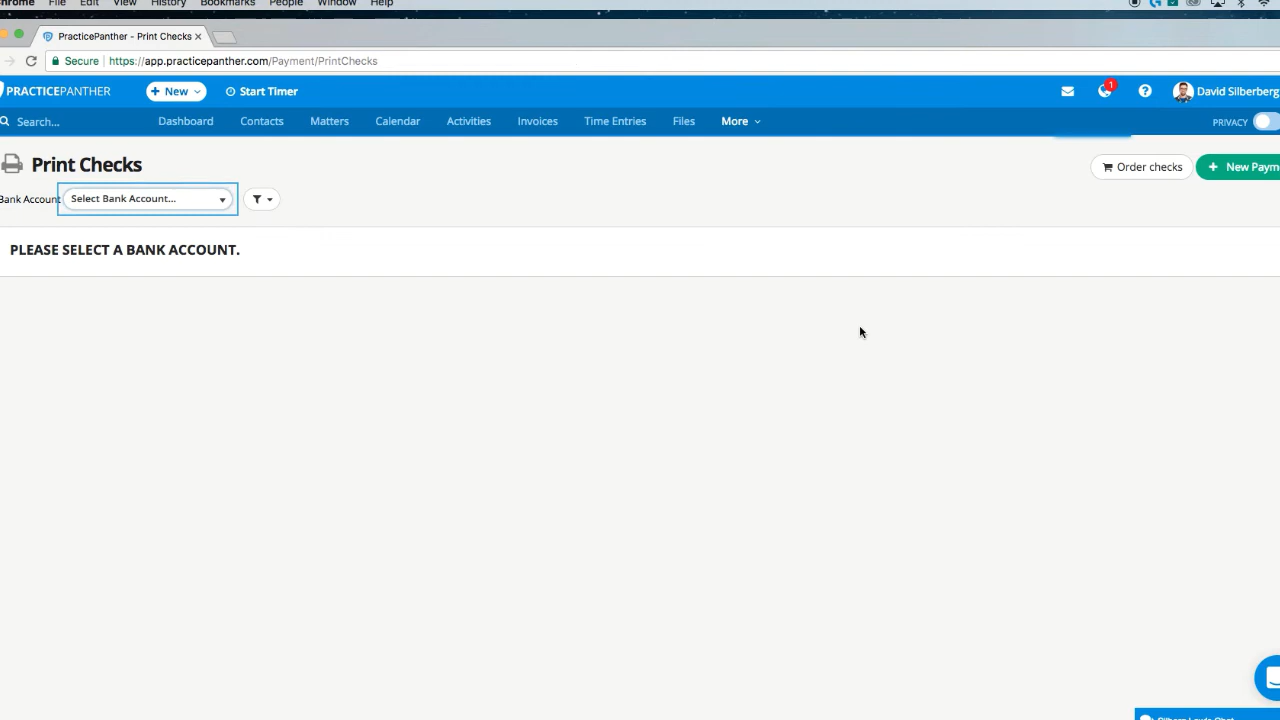 File Edit View History Bookmarks People Window Help
PracticePanther - Print Checks
Secure https://app.practicepanther.com/Payment/PrintChecks
PRACTICEPANTHER New Start Timer 1 David Silberberg
Search... Dashboard Contacts Matters Calendar Activities Invoices Time Entries Files More PRIVACY
Print Checks Order checks + New Paym
Bank Account Select Bank Account...
PLEASE SELECT A BANK ACCOUNT.